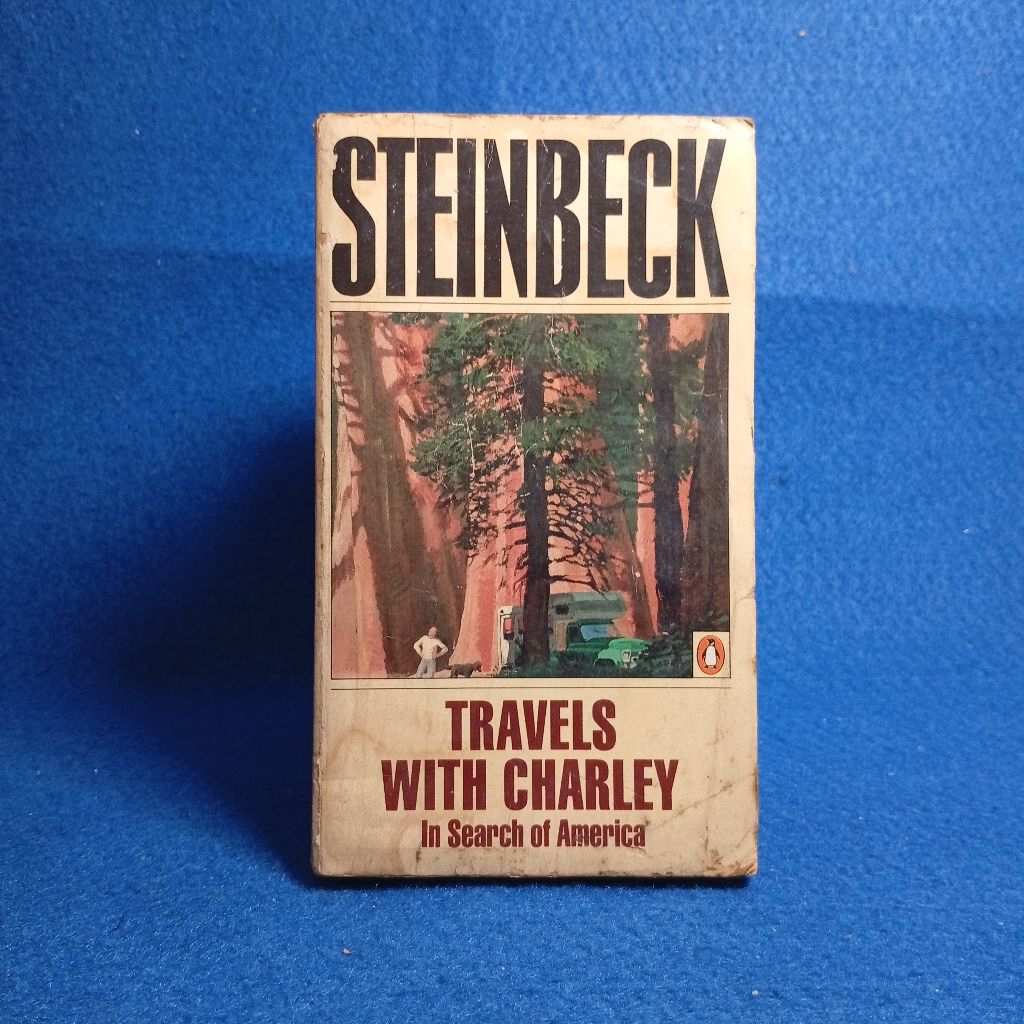 STEINBECK
TRAVELS
WITH CHARLEY
In Search of America